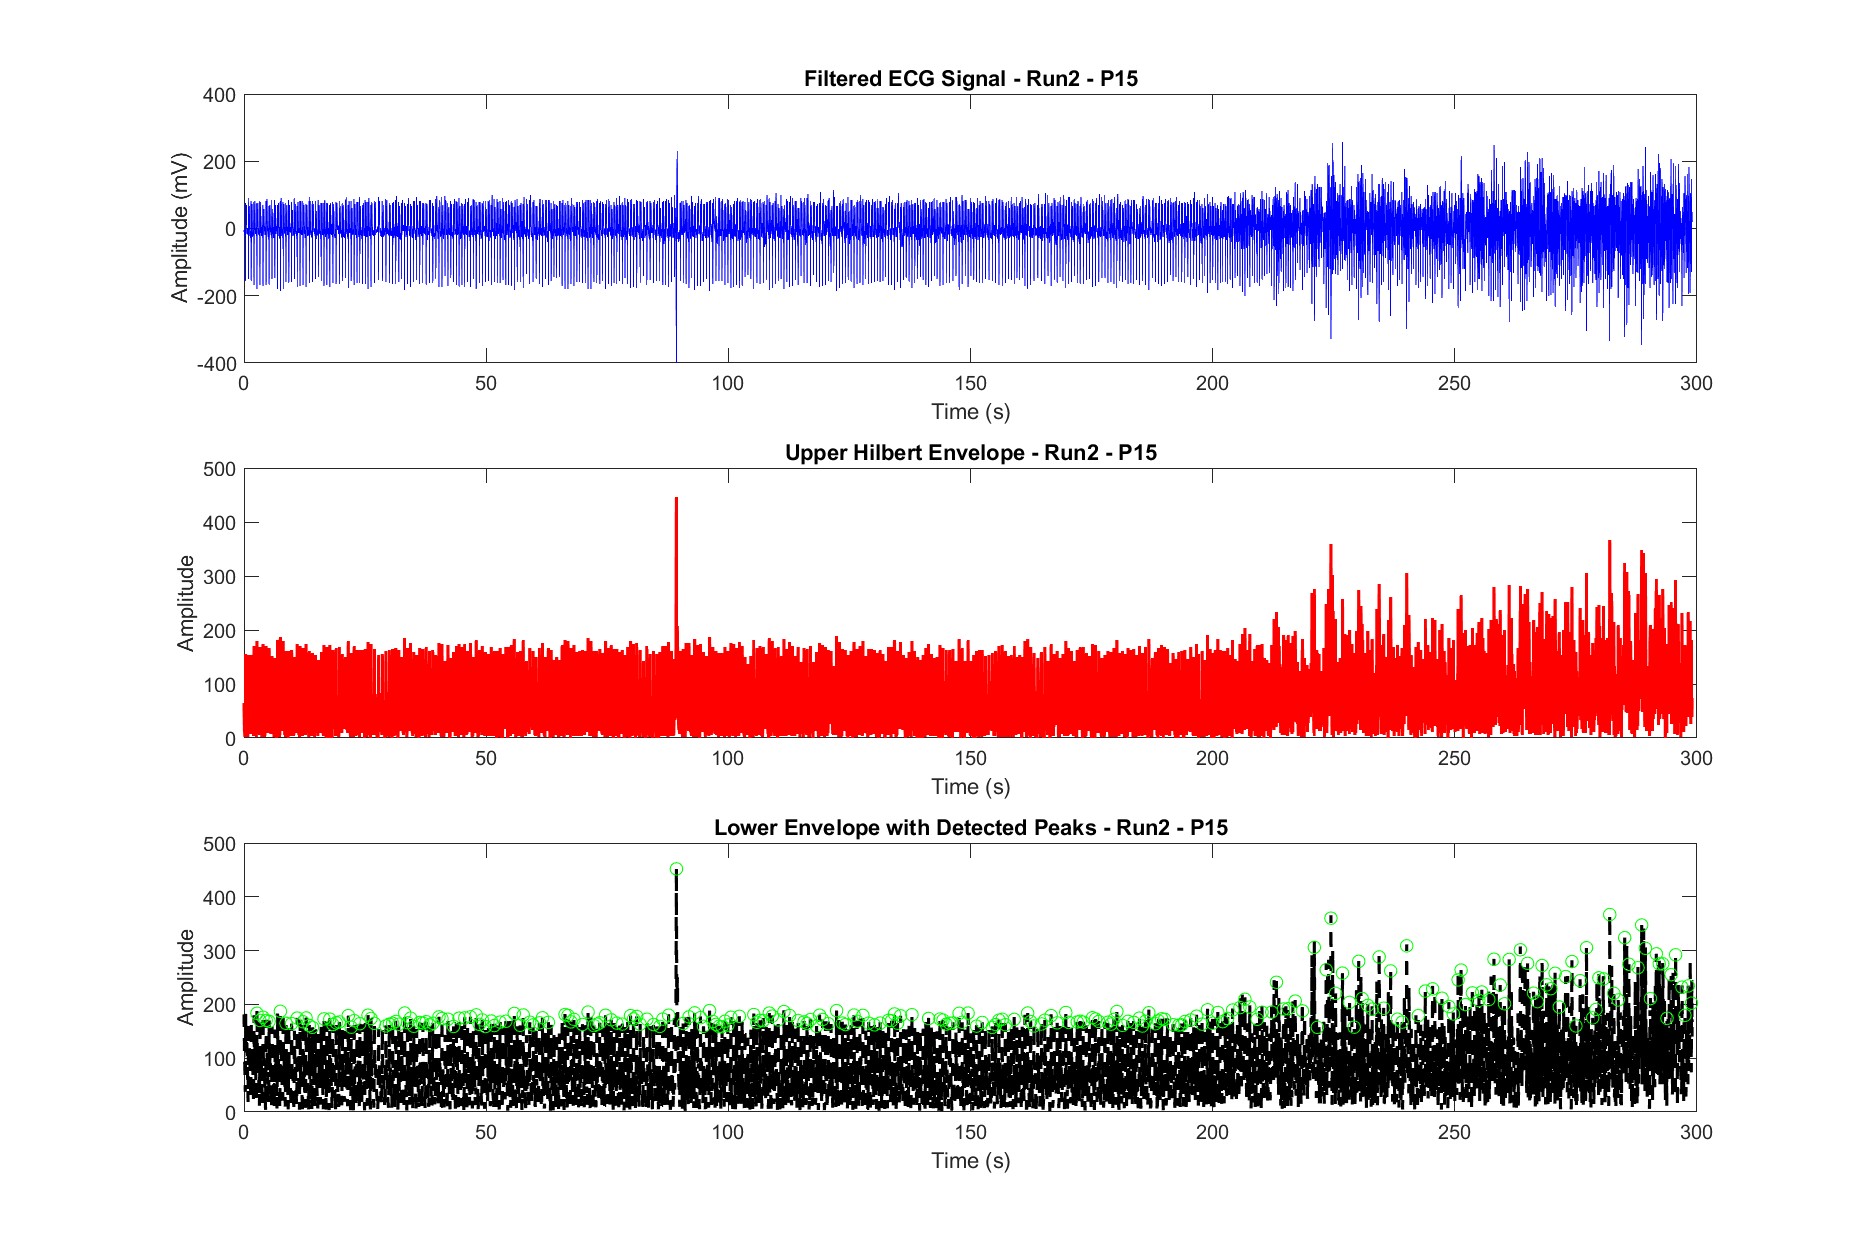 Filtered ECG Signal - Run2 - P15
Amplitude (mV)
400
200
0
-200
-400
0 50 100 150 200 250 300
Time (s)
Upper Hilbert Envelope - Run2 - P15
Amplitude
500
400
300
200
100
0
0 50 100 150 200 250 300
Time (s)
Lower Envelope with Detected Peaks - Run2 - P15
Amplitude
500
400
300
200
100
0
0 50 100 150 200 250 300
Time (s)